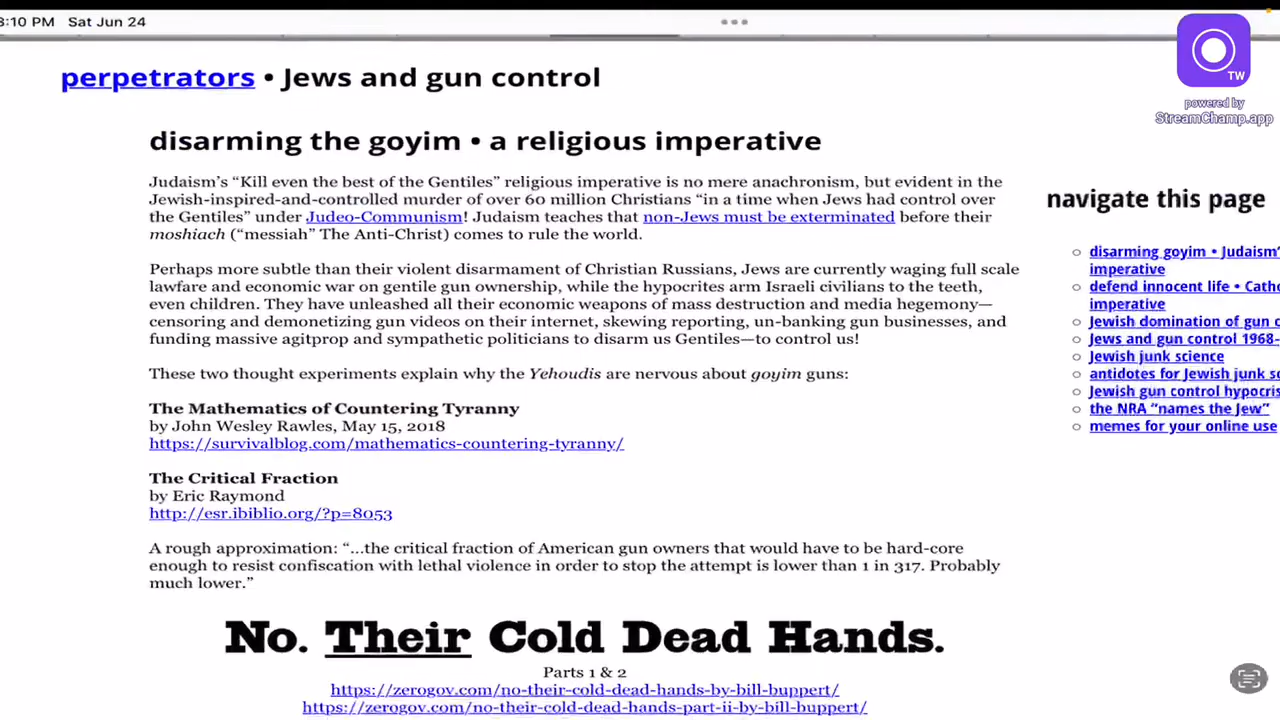 3:10 PM Sat Jun 24
TW
powered by
StreamChamp.app
perpetrators • Jews and gun control
disarming the goyim • a religious imperative
Judaism's “Kill even the best of the Gentiles” religious imperative is no mere anachronism, but evident in the
Jewish-inspired-and-controlled murder of over 60 million Christians “in a time when Jews had control over
the Gentiles” under Judeo-Communism! Judaism teaches that non-Jews must be exterminated before their
moshiach (“messiah” The Anti-Christ) comes to rule the world.
Perhaps more subtle than their violent disarmament of Christian Russians, Jews are currently waging full scale
lawfare and economic war on gentile gun ownership, while the hypocrites arm Israeli civilians to the teeth,
even children. They have unleashed all their economic weapons of mass destruction and media hegemony—
censoring and demonetizing gun videos on their internet, skewing reporting, un-banking gun businesses, and
funding massive agitprop and sympathetic politicians to disarm us Gentiles—to control us!
These two thought experiments explain why the Yehoudis are nervous about goyim guns:
The Mathematics of Countering Tyranny
by John Wesley Rawles, May 15, 2018
https://survivalblog.com/mathematics-countering-tyranny/
The Critical Fraction
by Eric Raymond
http://esr.ibiblio.org/?p=8053
A rough approximation: “…the critical fraction of American gun owners that would have to be hard-core
enough to resist confiscation with lethal violence in order to stop the attempt is lower than 1 in 317. Probably
much lower.”
No. Their Cold Dead Hands.
Parts 1 & 2
https://zerogov.com/no-their-cold-dead-hands-by-bill-buppert/
https://zerogov.com/no-their-cold-dead-hands-part-ii-by-bill-buppert/
navigate this page
disarming goyim • Judaism's
imperative
defend innocent life •
imperative
Jewish domination of gun
Jews and gun control 1968-
Jewish junk science
antidotes for Jewish junk
Jewish gun control
the NRA “names the Jew”
memes for your online use